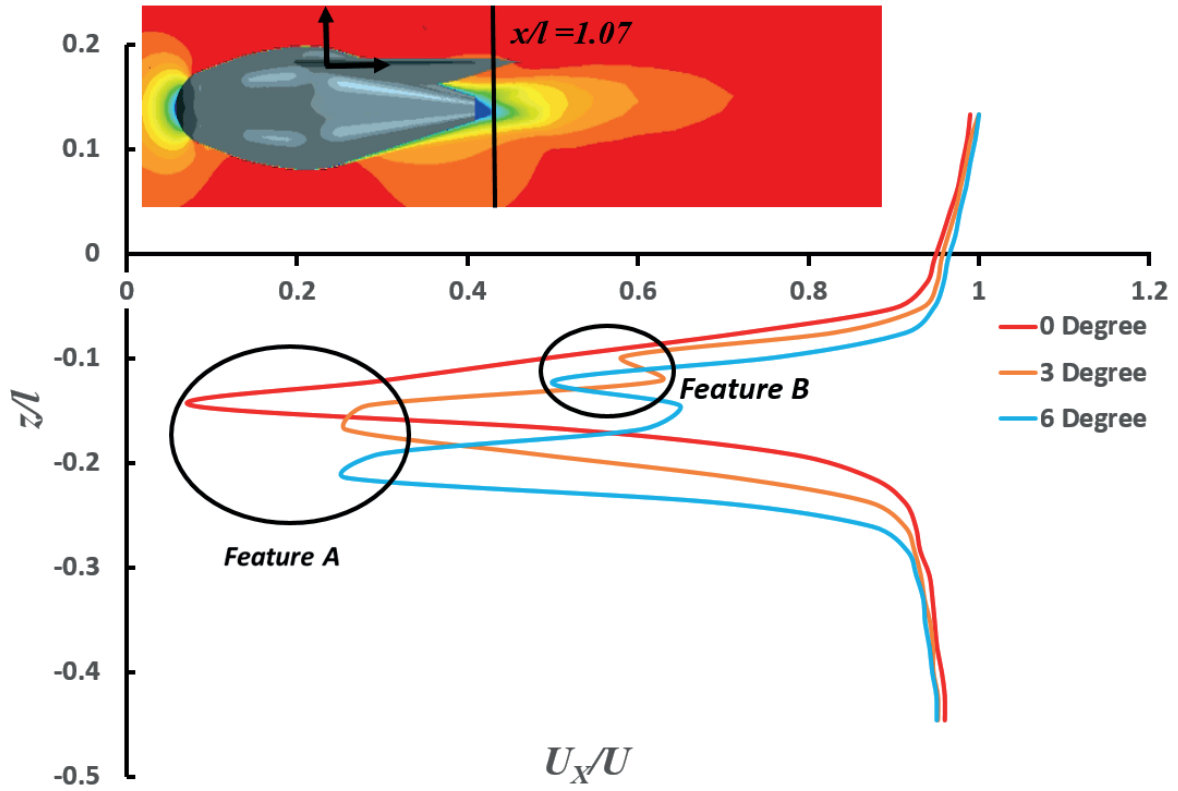 x/l =1.07
0.2
0.1
0
-0.1
-0.2
-0.3
-0.4
-0.5
0 0.2 0.4 0.6 0.8 1 1.2
z/l
0 Degree
3 Degree
6 Degree
Feature B
Feature A
U_X/U